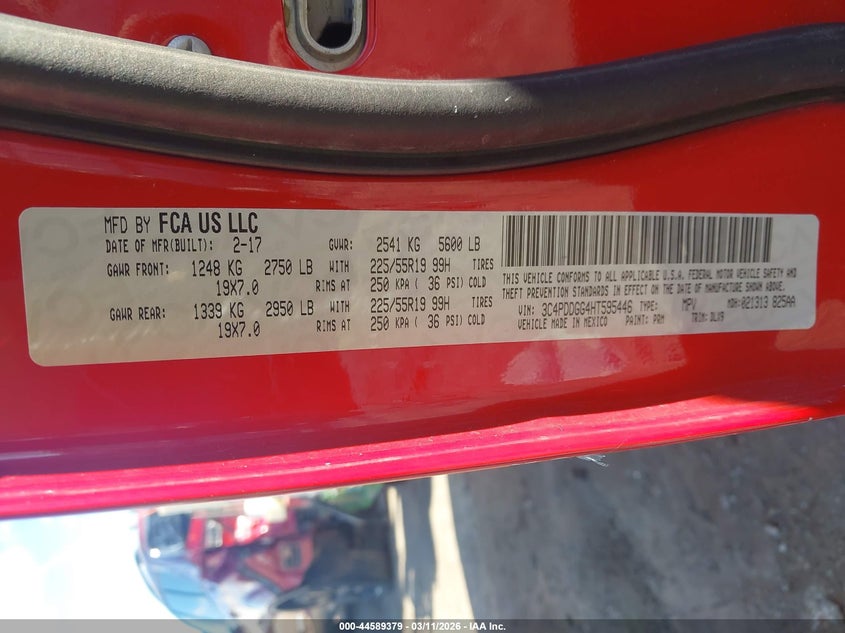 MFD BY FCA US LLC
DATE OF MFR(BUILT): 2-17 GVWR: 2541 KG 5600 LB
GAWR FRONT: 1248 KG 2750 LB WITH 225/55R19 99H TIRES
19X7.0 RIMS AT 250 KPA ( 36 PSI) COLD
GAWR REAR: 1339 KG 2950 LB WITH 225/55R19 99H TIRES
19X7.0 RIMS AT 250 KPA ( 36 PSI) COLD
THIS VEHICLE CONFORMS TO ALL APPLICABLE U.S.A. FEDERAL MOTOR VEHICLE SAFETY AND
THEFT PREVENTION STANDARDS IN EFFECT ON THE DATE OF MANUFACTURE SHOWN ABOVE.
VIN: 3C4PDDGG4HT595446 TYPE: MPV MDH: 021313 825AA
VEHICLE MADE IN MEXICO PAINT: PRM TRIM: DLX9
000-44589379 - 03/11/2026 - IAA Inc.